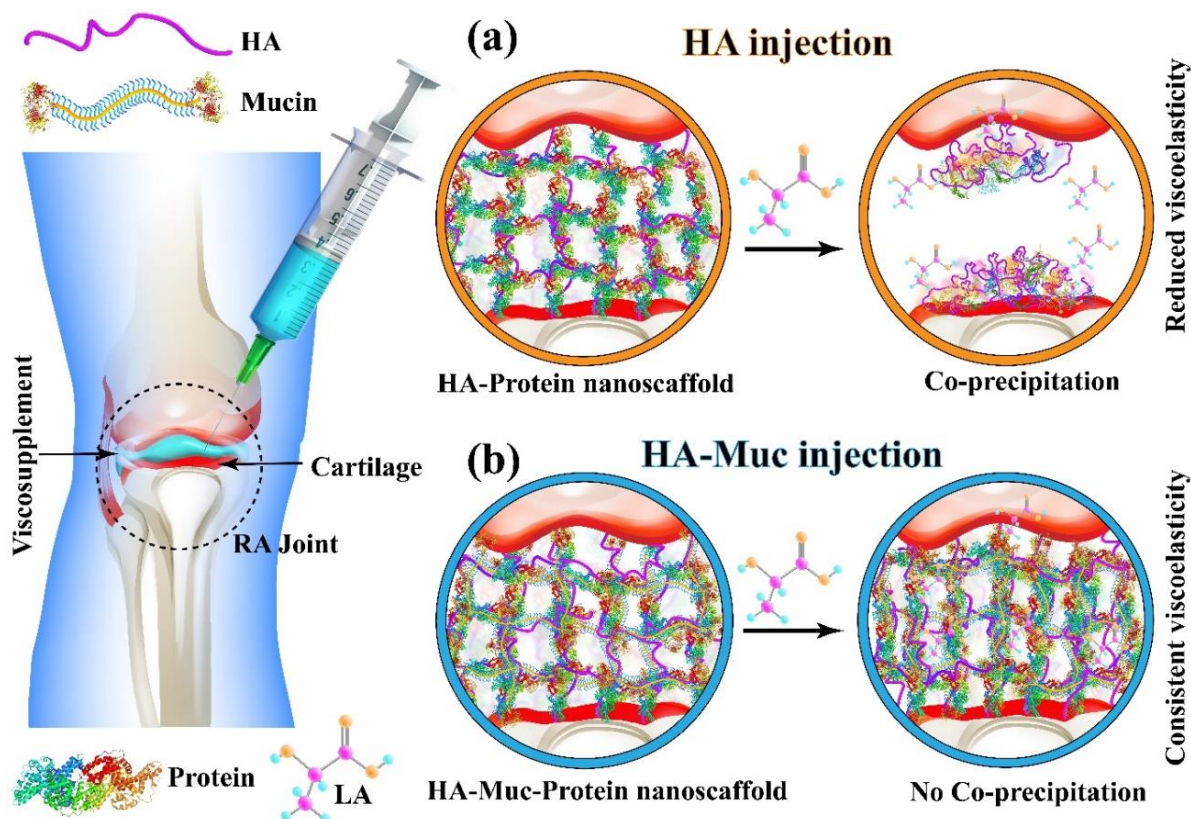 HA
Mucin
Viscosupplement
Cartilage
RA Joint
Protein
LA
(a)
HA injection
HA-Protein nanoscaffold
Co-precipitation
Reduced viscoelasticity
(b)
HA-Muc injection
HA-Muc-Protein nanoscaffold
No Co-precipitation
Consistent viscoelasticity